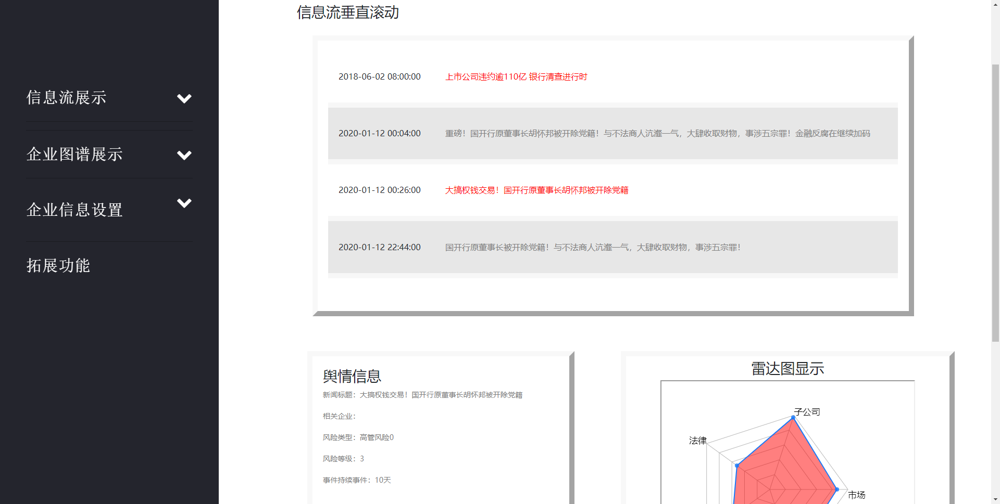 信息流展示
企业图谱展示
企业信息设置
拓展功能
信息流垂直滚动
2018-06-02 08:00:00 上市公司违约逾110亿 银行清查进行时
2020-01-12 00:04:00 重磅！国开行原董事长胡怀邦被开除党籍！与不法商人沆瀣一气，大肆收取财物，事涉五宗罪！金融反腐在继续加码
2020-01-12 00:26:00 大搞权钱交易！国开行原董事长胡怀邦被开除党籍
2020-01-12 22:44:00 国开行原董事长被开除党籍！与不法商人沆瀣一气，大肆收取财物，事涉五宗罪！
舆情信息
新闻标题：大搞权钱交易！国开行原董事长胡怀邦被开除党籍
相关企业：
风险类型：高管风险0
风险等级：3
事件持续事件：10天
雷达图显示
子公司
法律
市场